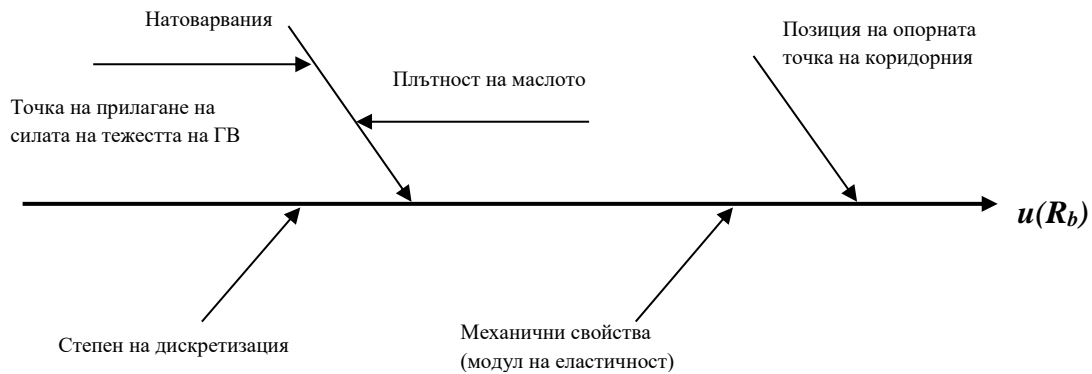 Натоварвания
Позиция на опорната
точка на коридорния
Плътност на маслото
Точка на прилагане на
силата на тежестта на ГВ
u(R_b)
Степен на дискретизация
Механични свойства
(модул на еластичност)